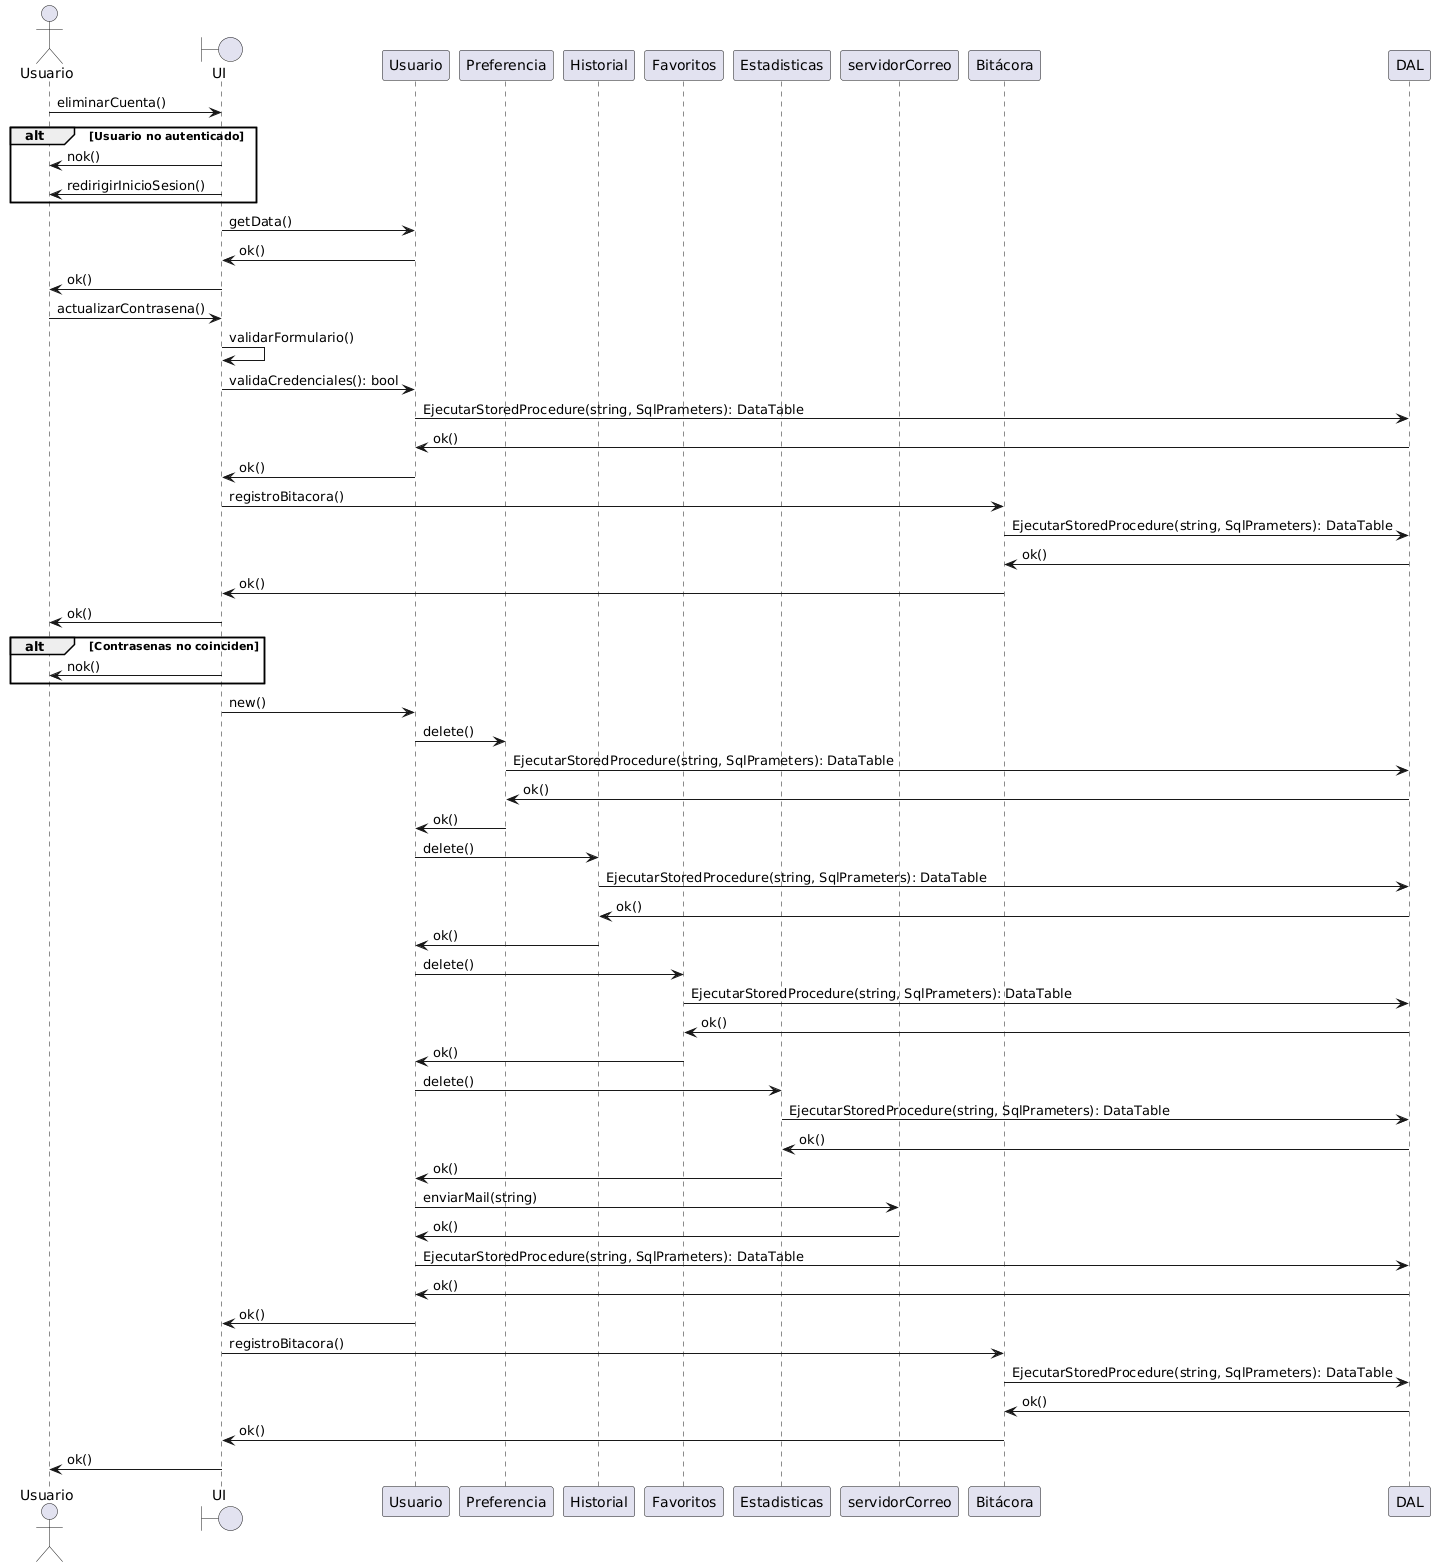 Usuario
UI
Usuario
Preferencia
Historial
Favoritos
Estadisticas
servidorCorreo
Bitácora
DAL
eliminarCuenta()
alt
[Usuario no autenticado]
nok()
redirigirInicioSesion()
getData()
ok()
ok()
actualizarContrasena()
validarFormulario()
validaCredenciales(): bool
EjecutarStoredProcedure(string, SqlPrameters): DataTable
ok()
ok()
registroBitacora()
EjecutarStoredProcedure(string, SqlPrameters): DataTable
ok()
ok()
ok()
alt
[Contrasenas no coinciden]
nok()
new()
delete()
EjecutarStoredProcedure(string, SqlPrameters): DataTable
ok()
ok()
delete()
EjecutarStoredProcedure(string, SqlPrameters): DataTable
ok()
ok()
delete()
EjecutarStoredProcedure(string, SqlPrameters): DataTable
ok()
ok()
delete()
EjecutarStoredProcedure(string, SqlPrameters): DataTable
ok()
ok()
enviarMail(string)
ok()
EjecutarStoredProcedure(string, SqlPrameters): DataTable
ok()
ok()
registroBitacora()
EjecutarStoredProcedure(string, SqlPrameters): DataTable
ok()
ok()
ok()
Usuario
UI
Usuario
Preferencia
Historial
Favoritos
Estadisticas
servidorCorreo
Bitácora
DAL